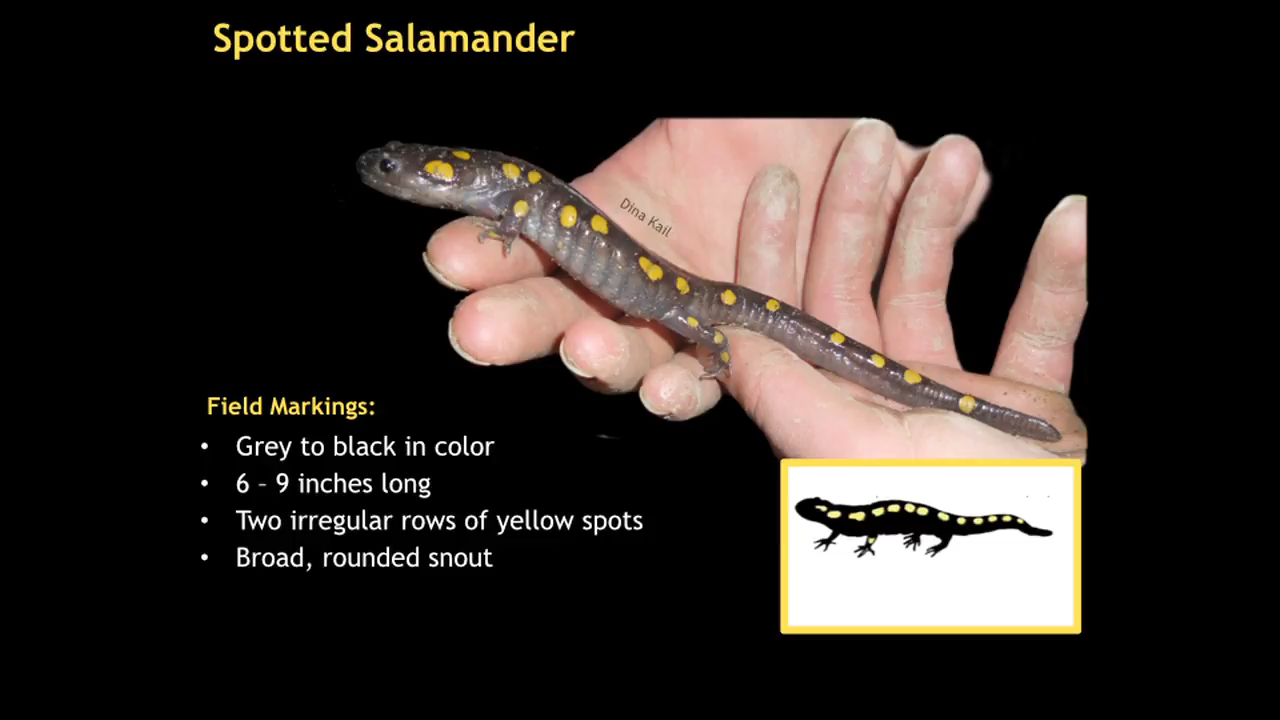 Spotted Salamander
Dina Kail
Field Markings:
• Grey to black in color
• 6 – 9 inches long
• Two irregular rows of yellow spots
• Broad, rounded snout